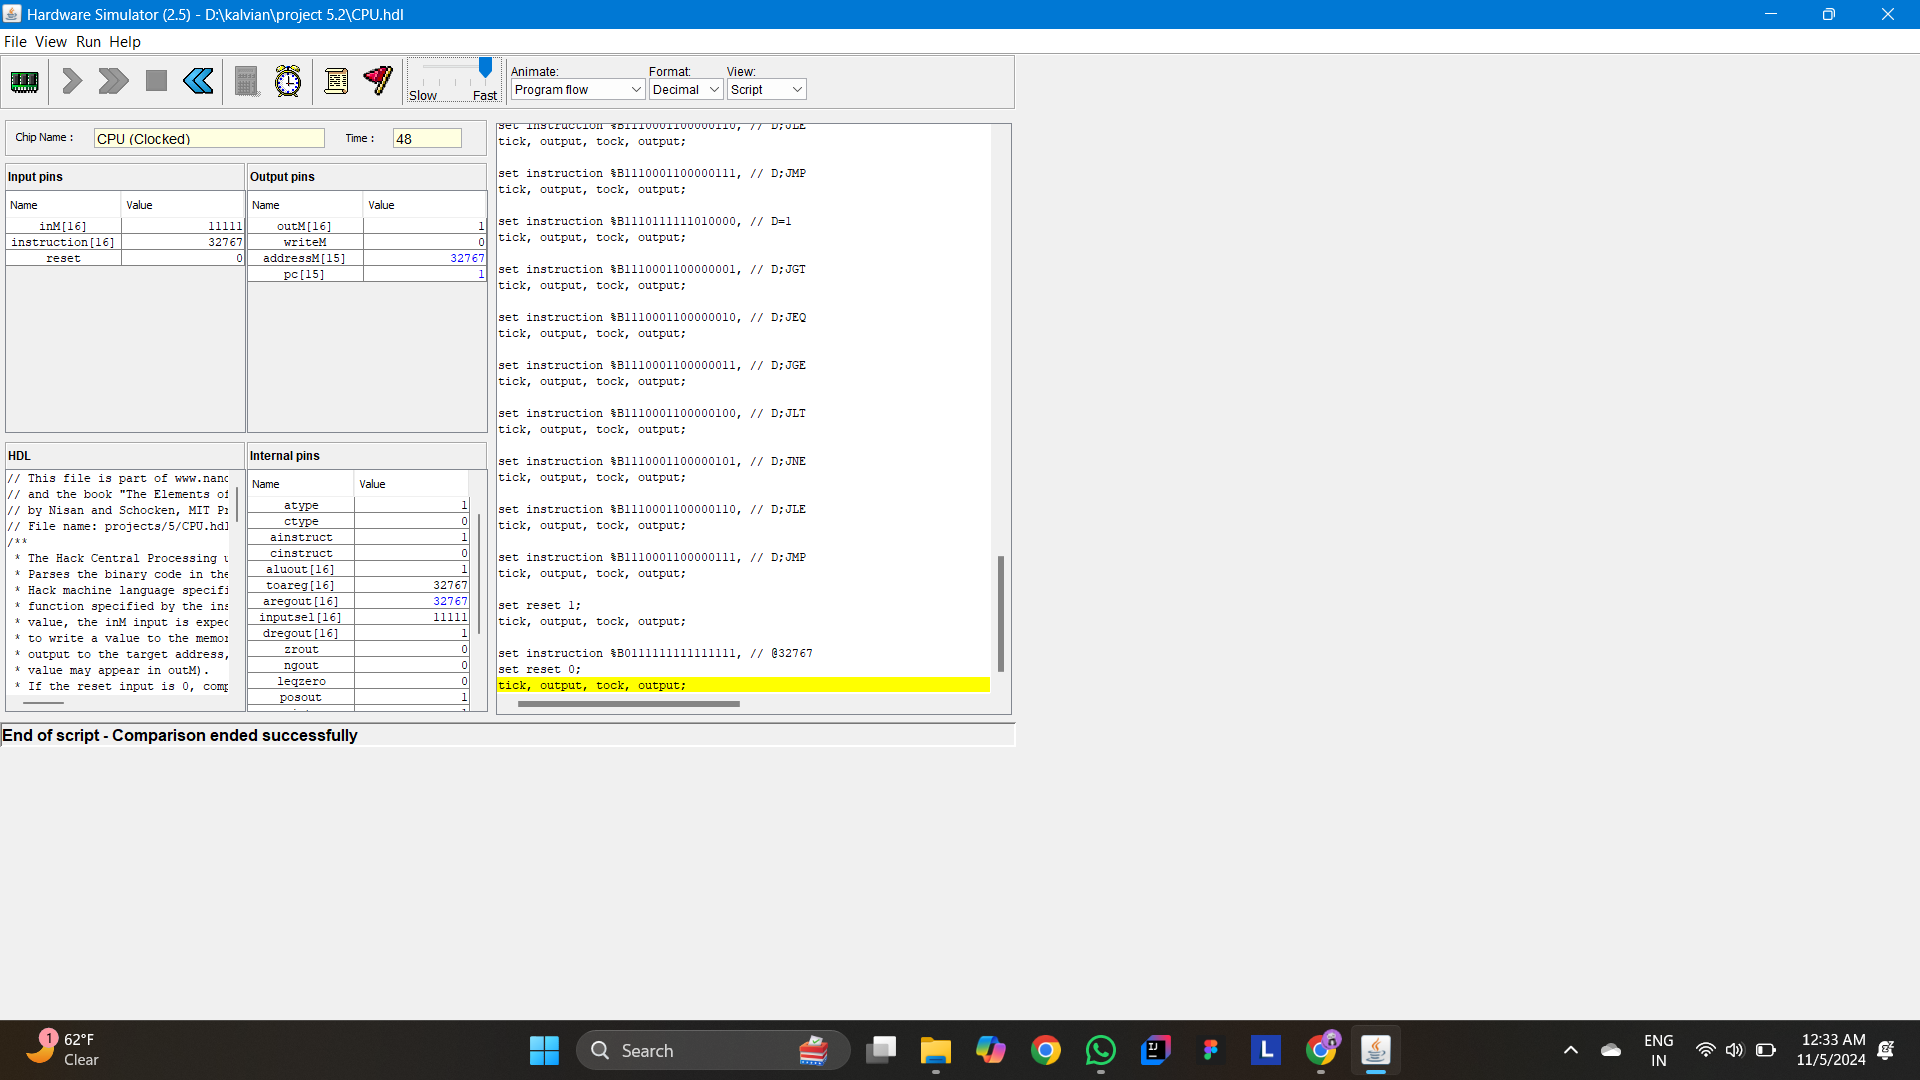 Hardware Simulator (2.5) - D:\kalvian\project 5.2\CPU.hdl
File View Run Help
Slow Fast
Animate:
Program flow
Format:
Decimal
View:
Script
Chip Name :
CPU (Clocked)
Time :
48
Input pins
Name Value
inM[16] 11111
instruction[16] 32767
reset 0
Output pins
Name Value
outM[16] 1
writeM 0
addressM[15] 32767
pc[15] 1
HDL
// This file is part of www.nand
// and the book "The Elements of
// by Nisan and Schocken, MIT Pr
// File name: projects/5/CPU.hdl
/**
* The Hack Central Processing u
* Parses the binary code in the
* Hack machine language specifi
* function specified by the ins
* value, the inM input is expec
* to write a value to the memor
* output to the target address,
* value may appear in outM).
* If the reset input is 0, comp
Internal pins
Name Value
atype 1
ctype 0
ainstruct 1
cinstruct 0
aluout[16] 1
toareg[16] 32767
aregout[16] 32767
inputsel[16] 11111
dregout[16] 1
zrout 0
ngout 0
leqzero 0
posout 1
set instruction %B1110001100000110, // D;JLE
tick, output, tock, output;
set instruction %B1110001100000111, // D;JMP
tick, output, tock, output;
set instruction %B1110111111010000, // D=1
tick, output, tock, output;
set instruction %B1110001100000001, // D;JGT
tick, output, tock, output;
set instruction %B1110001100000010, // D;JEQ
tick, output, tock, output;
set instruction %B1110001100000011, // D;JGE
tick, output, tock, output;
set instruction %B1110001100000100, // D;JLT
tick, output, tock, output;
set instruction %B1110001100000101, // D;JNE
tick, output, tock, output;
set instruction %B1110001100000110, // D;JLE
tick, output, tock, output;
set instruction %B1110001100000111, // D;JMP
tick, output, tock, output;
set reset 1;
tick, output, tock, output;
set instruction %B0111111111111111, // @32767
set reset 0;
tick, output, tock, output;
End of script - Comparison ended successfully
1
62°F
Clear
Search
IJ
L
ENG
IN
12:33 AM
11/5/2024